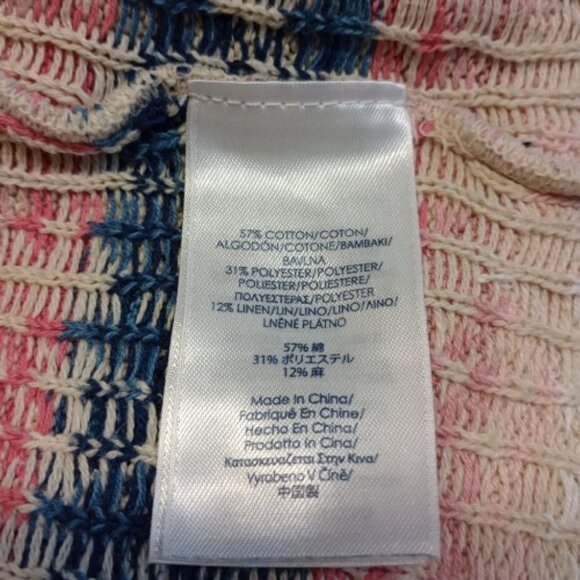 57% COTTON/COTON/
ALGODÓN/COTONE/BAMBAKI/
BAVLNA
31% POLYESTER/POLYESTER/
POLIÉSTER/POLIESTERE/
ΠΟΛΥΕΣΤΕΡΑΣ/POLYESTER
12% LINEN/LIN/LINO/LINO/ΛΙΝΟ/
LNĚNÉ PLÁTNO
57% 綿
31% ポリエステル
12% 麻
Made In China/
Fabriqué En Chine/
Hecho En China/
Prodotto in Cina/
Κατασκευάζεται Στην Κινα/
Vyrobeno V Číně/
中国製